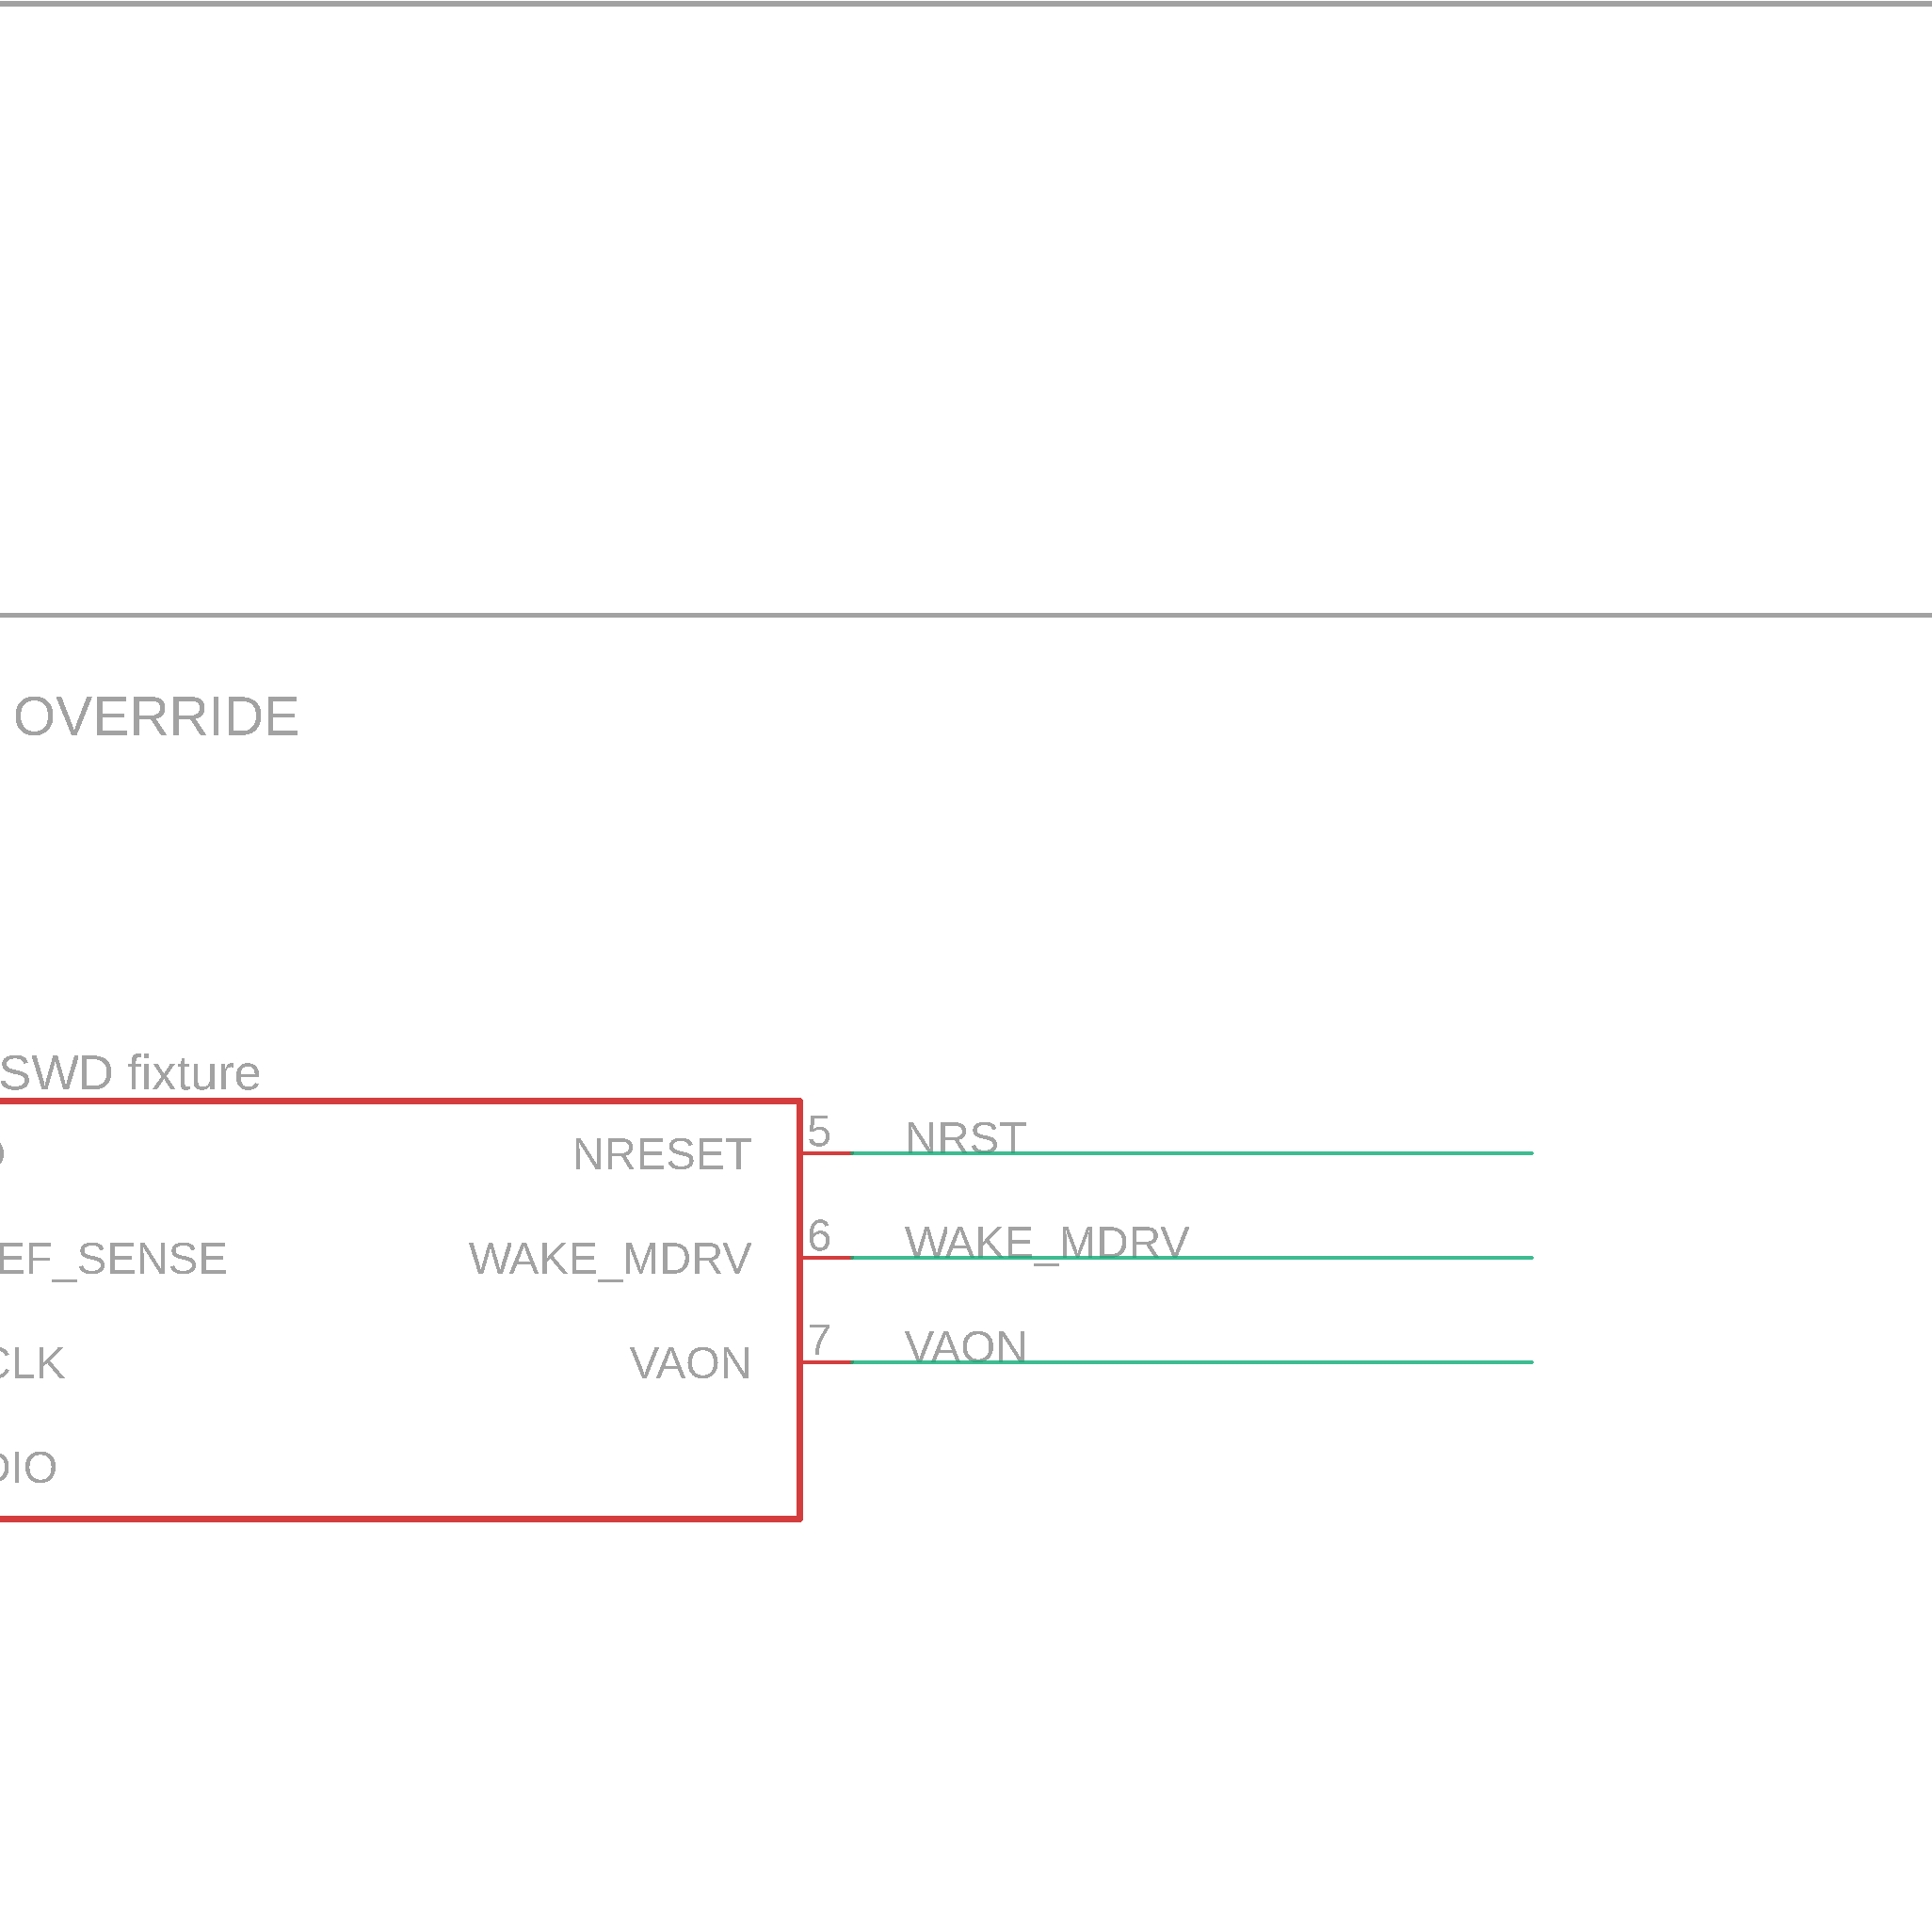 OVERRIDE
SWD fixture
NRESET 5 NRST
EF_SENSE WAKE_MDRV 6 WAKE_MDRV
CLK VAON 7 VAON
DIO